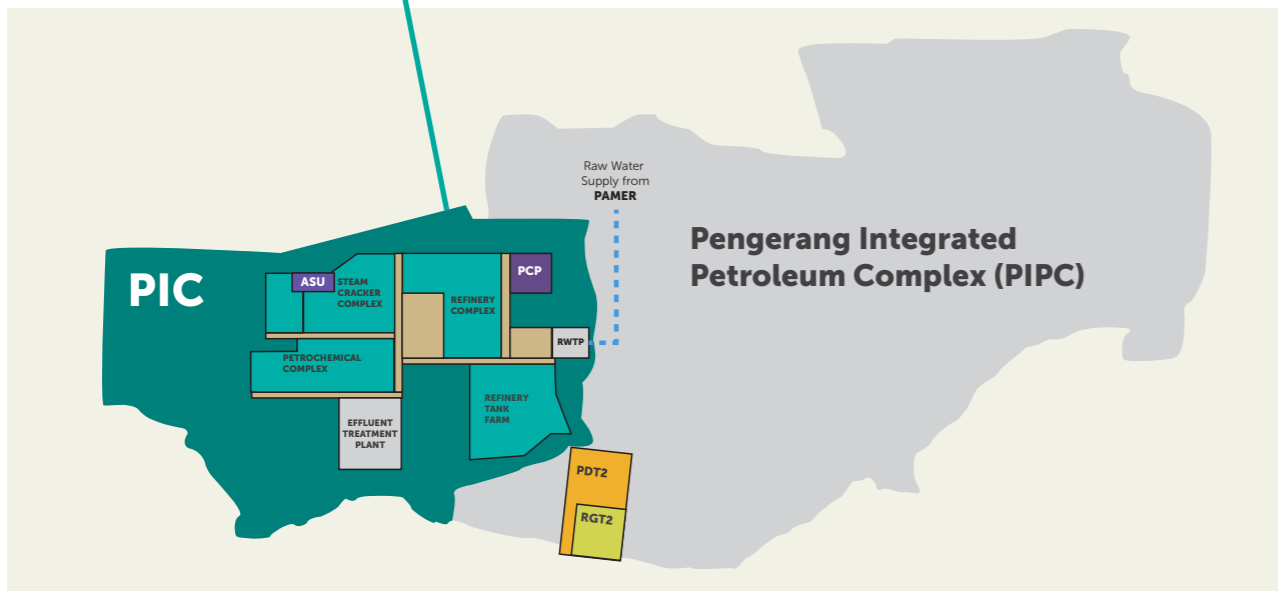 Raw Water
Supply from
PAMER
Pengerang Integrated
Petroleum Complex (PIPC)
PIC
ASU
STEAM
CRACKER
COMPLEX
REFINERY
COMPLEX
PCP
RWTP
PETROCHEMICAL
COMPLEX
REFINERY
TANK
FARM
EFFLUENT
TREATMENT
PLANT
PDT2
RGT2